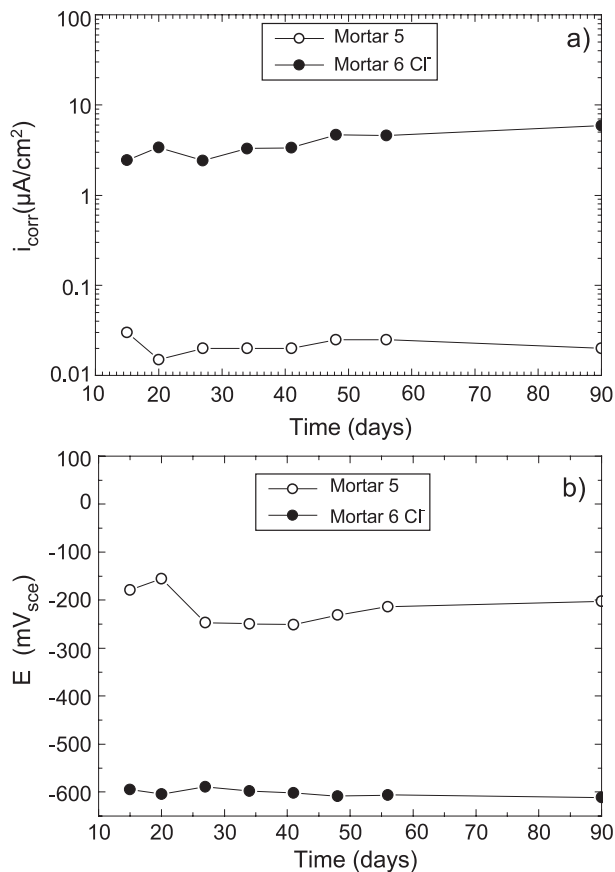 100
10
1
0.1
0.01
i_corr(µA/cm²)
Mortar 5
Mortar 6 Cl⁻
a)
10 20 30 40 50 60 70 80 90
Time (days)
100
0
-100
-200
-300
-400
-500
-600
E (mV_sce)
Mortar 5
Mortar 6 Cl⁻
b)
10 20 30 40 50 60 70 80 90
Time (days)